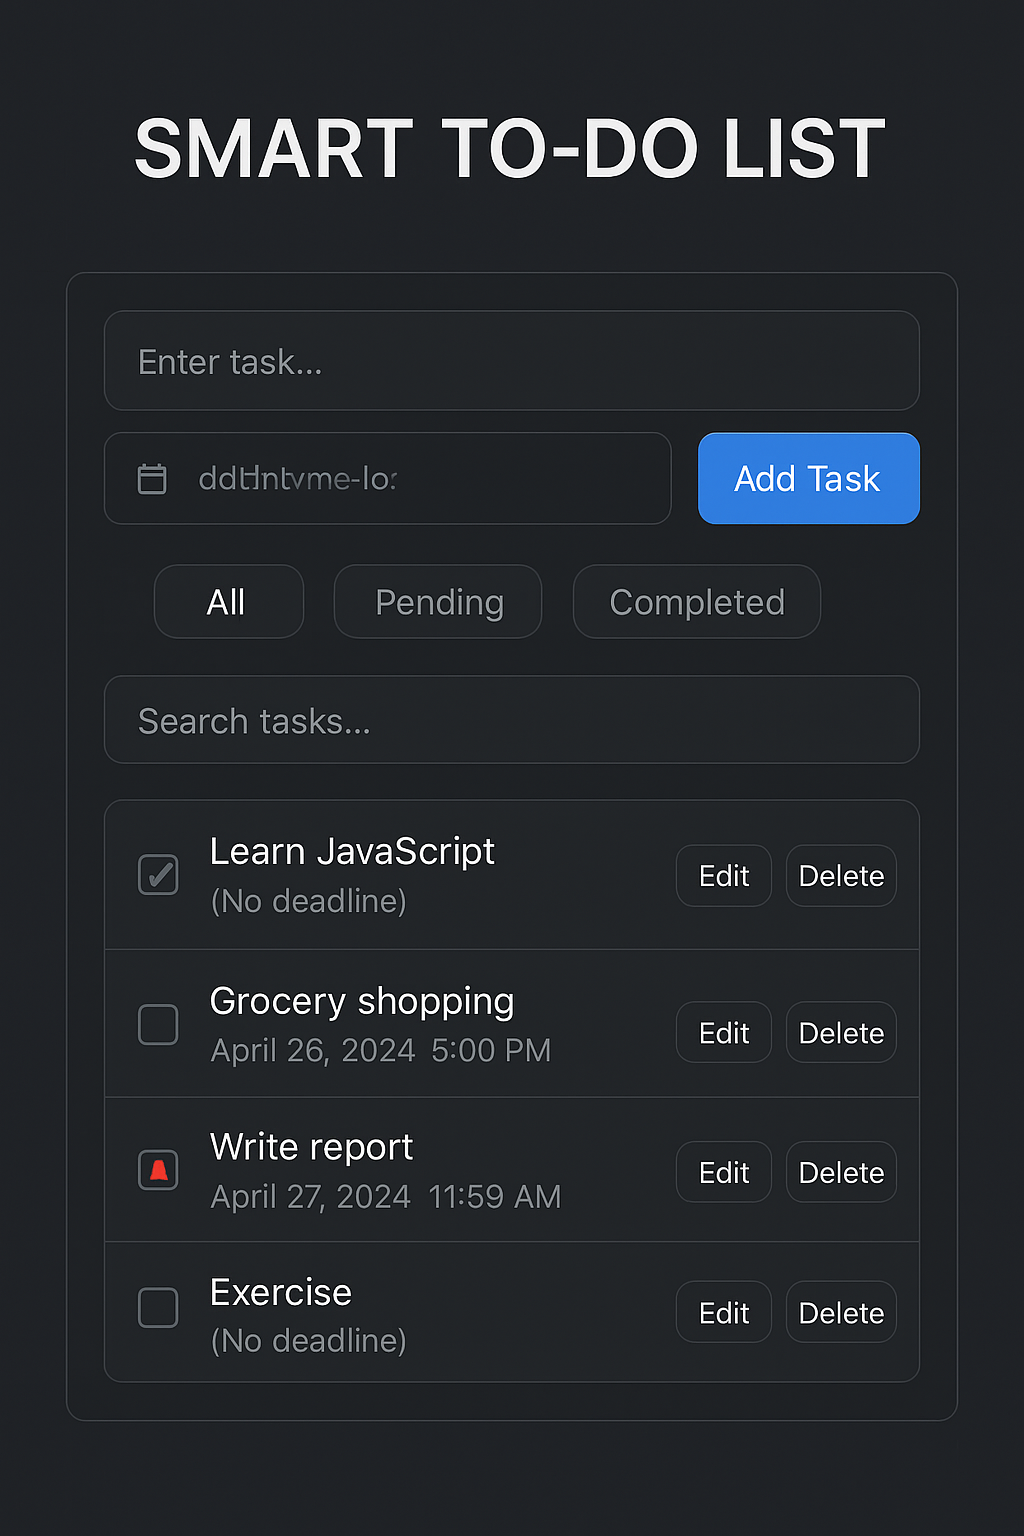 SMART TO-DO LIST
Enter task...
Add Task
All
Pending
Completed
Search tasks...
Learn JavaScript
(No deadline)
Edit
Delete
Grocery shopping
April 26, 2024 5:00 PM
Edit
Delete
Write report
April 27, 2024 11:59 AM
Edit
Delete
Exercise
(No deadline)
Edit
Delete